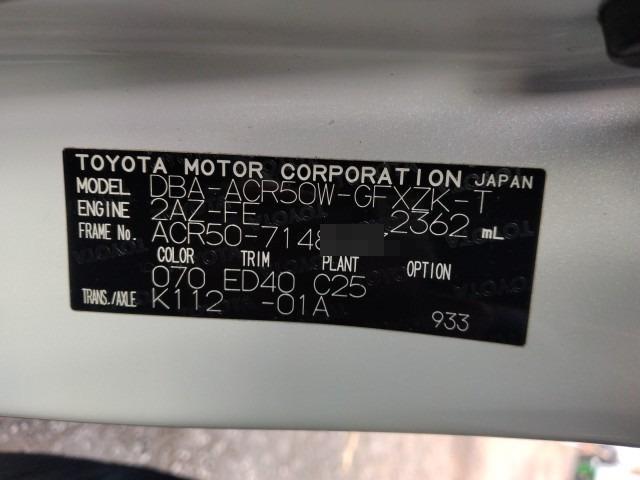 TOYOTA MOTOR CORPORATION JAPAN
MODEL DBA-ACR50W-GFXZK-T
ENGINE 2AZ-FE 2362 mL
FRAME No. ACR50-7148
COLOR TRIM PLANT OPTION
070 ED40 C25
TRANS./AXLE K112 -01A
933